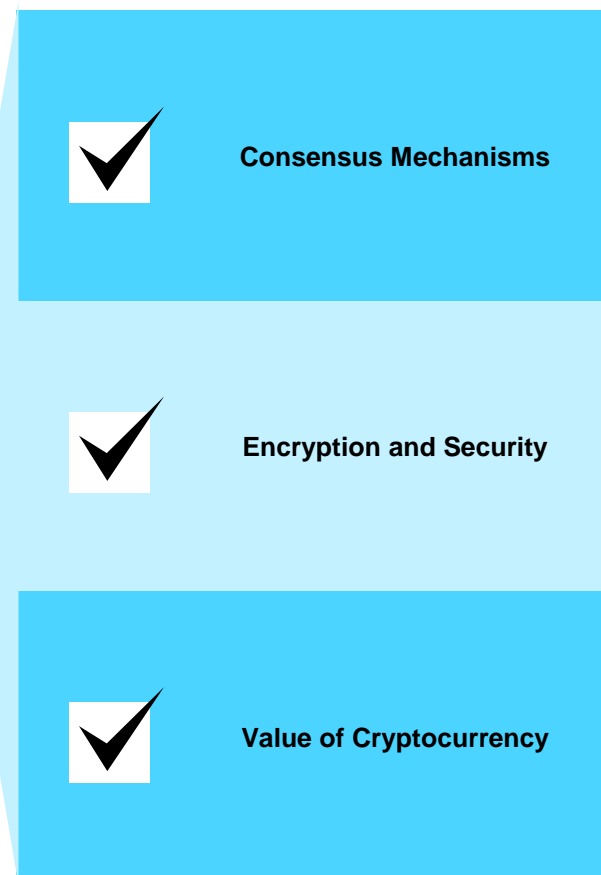 Consensus Mechanisms
Encryption and Security
Value of Cryptocurrency